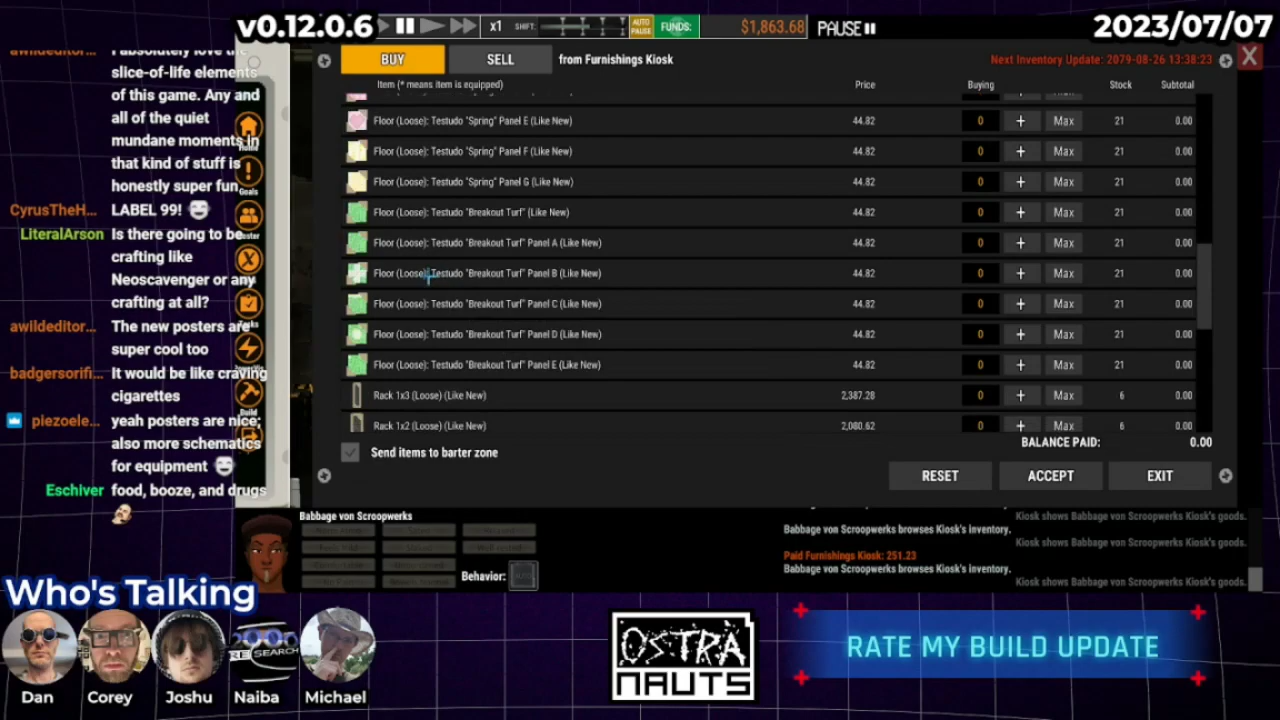 v0.12.0.6
x1
SHIFT:
AUTO PAUSE
FUNDS:
$1,863.68
PAUSE
2023/07/07
BUY
SELL
from Furnishings Kiosk
Next Inventory Update: 2079-08-26 13:38:23
X
Item (* means item is equipped)
Price
Buying
Stock
Subtotal
Floor (Loose): Testudo "Spring" Panel E (Like New) 44.82 0 + Max 21 0.00
Floor (Loose): Testudo "Spring" Panel F (Like New) 44.82 0 + Max 21 0.00
Floor (Loose): Testudo "Spring" Panel G (Like New) 44.82 0 + Max 21 0.00
Floor (Loose): Testudo "Breakout Turf" (Like New) 44.82 0 + Max 21 0.00
Floor (Loose): Testudo "Breakout Turf" Panel A (Like New) 44.82 0 + Max 21 0.00
Floor (Loose): Testudo "Breakout Turf" Panel B (Like New) 44.82 0 + Max 21 0.00
Floor (Loose): Testudo "Breakout Turf" Panel C (Like New) 44.82 0 + Max 21 0.00
Floor (Loose): Testudo "Breakout Turf" Panel D (Like New) 44.82 0 + Max 21 0.00
Floor (Loose): Testudo "Breakout Turf" Panel E (Like New) 44.82 0 + Max 21 0.00
Rack 1x3 (Loose) (Like New) 2,387.28 0 + Max 6 0.00
Rack 1x2 (Loose) (Like New) 2,080.62 0 + Max 6 0.00
BALANCE PAID: 0.00
Send items to barter zone
RESET
ACCEPT
EXIT
awildeditor... I absolutely love the
slice-of-life elements
of this game. Any and
all of the quiet
mundane moments in
that kind of stuff is
honestly super fun
CyrusTheH... LABEL 99!
LiteralArson Is there going to be
crafting like
Neoscavenger or any
crafting at all?
awildeditor... The new posters are
super cool too
badgersorifi... It would be like craving
cigarettes
piezoele... yeah posters are nice;
also more schematics
for equipment
Eschiver food, booze, and drugs
Home
Goals
Build
Babbage von Scroopwerks
Behavior:
Babbage von Scroopwerks browses Kiosk's inventory.
Paid Furnishings Kiosk: 251.23
Babbage von Scroopwerks browses Kiosk's inventory.
Kiosk shows Babbage von Scroopwerks Kiosk's goods.
Kiosk shows Babbage von Scroopwerks Kiosk's goods.
Kiosk shows Babbage von Scroopwerks Kiosk's goods.
Who's Talking
Dan
Corey
Joshu
Naiba
Michael
OSTRA
NAUTS
RATE MY BUILD UPDATE